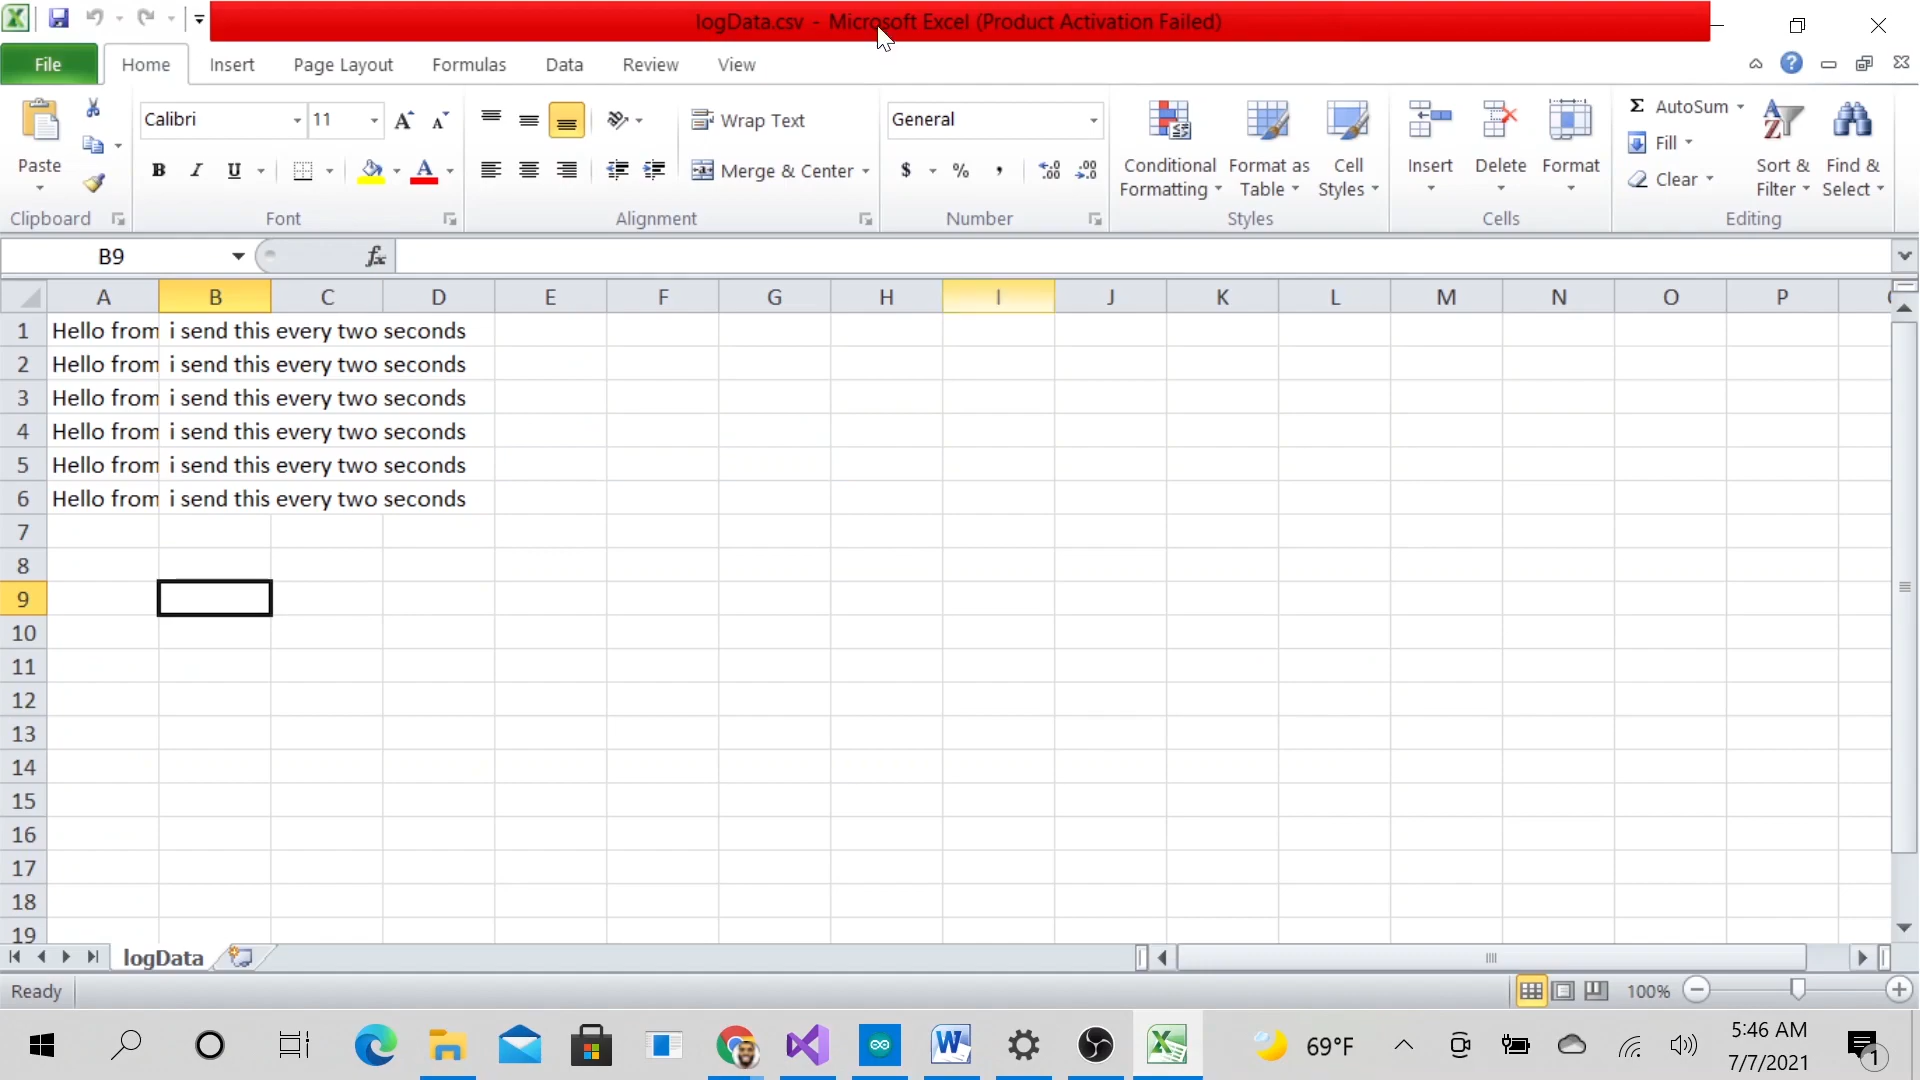 logData.csv - Microsoft Excel (Product Activation Failed)
File Home Insert Page Layout Formulas Data Review View
Calibri 11 Wrap Text General AutoSum
Paste Merge & Center $ % , Conditional Formatting Format as Table Cell Styles Insert Delete Format Fill Clear Sort & Filter Find & Select
B I U A
Clipboard Font Alignment Number Styles Cells Editing
B9 fx
A B C D E F G H I J K L M N O P
1 Hello from i send this every two seconds
2 Hello from i send this every two seconds
3 Hello from i send this every two seconds
4 Hello from i send this every two seconds
5 Hello from i send this every two seconds
6 Hello from i send this every two seconds
7
8
9
10
11
12
13
14
15
16
17
18
19
logData
Ready 100%
69°F 5:46 AM
7/7/2021
1